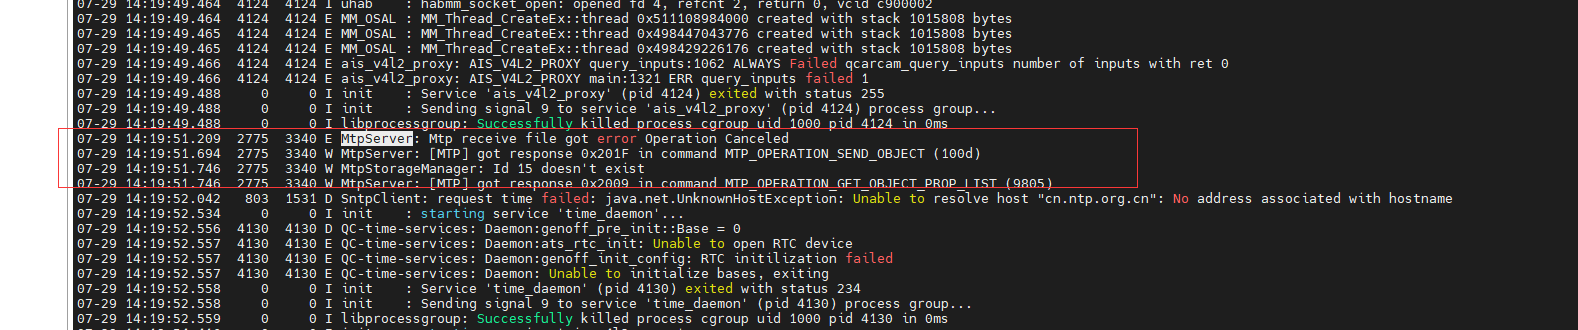 07-29 14:19:49.464  4124  4124 I uhab    : habmm_socket_open: opened fd 4, refcnt 2, return 0, vcid c900002
07-29 14:19:49.466  4124  4124 E MM_OSAL : MM_Thread_CreateEx::thread 0x511108984000 created with stack 1015808 bytes
07-29 14:19:49.466  4124  4124 E MM_OSAL : MM_Thread_CreateEx::thread 0x498447043776 created with stack 1015808 bytes
07-29 14:19:49.466  4124  4124 E MM_OSAL : MM_Thread_CreateEx::thread 0x498429226176 created with stack 1015808 bytes
07-29 14:19:49.466  4124  4124 E ais_v4l2_proxy: AIS_V4L2_PROXY query_inputs:1062 ALWAYS Failed qcarcam_query_inputs number of inputs with ret 0
07-29 14:19:49.466  4124  4124 E ais_v4l2_proxy: AIS_V4L2_PROXY main:1321 ERR query_inputs failed 1
07-29 14:19:49.488     0     0 I init    : Service 'ais_v4l2_proxy' (pid 4124) exited with status 255
07-29 14:19:49.488     0     0 I init    : Sending signal 9 to service 'ais_v4l2_proxy' (pid 4124) process group...
07-29 14:19:49.488     0     0 I libprocessgroup: Successfully killed process cgroup uid 1000 pid 4124 in 0ms
07-29 14:19:51.209  2775  3340 E MtpServer: Mtp receive file got error Operation Canceled
07-29 14:19:51.694  2775  3340 W MtpServer: [MTP] got response 0x201F in command MTP_OPERATION_SEND_OBJECT (100d)
07-29 14:19:51.746  2775  3340 W MtpStorageManager: Id 15 doesn't exist
07-29 14:19:51.746  2775  3340 W MtpServer: [MTP] got response 0x2009 in command MTP_OPERATION_GET_OBJECT_PROP_LIST (9805)
07-29 14:19:52.042   803  1531 D SntpClient: request time failed: java.net.UnknownHostException: Unable to resolve host "cn.ntp.org.cn": No address associated with hostname
07-29 14:19:52.534     0     0 I init    : starting service 'time_daemon'...
07-29 14:19:52.556  4130  4130 D QC-time-services: Daemon:genoff_pre_init::Base = 0
07-29 14:19:52.557  4130  4130 E QC-time-services: Daemon:ats_rtc_init: Unable to open RTC device
07-29 14:19:52.557  4130  4130 E QC-time-services: Daemon:genoff_init_config: RTC initilization failed
07-29 14:19:52.557  4130  4130 E QC-time-services: Daemon: Unable to initialize bases, exiting
07-29 14:19:52.558     0     0 I init    : Service 'time_daemon' (pid 4130) exited with status 234
07-29 14:19:52.558     0     0 I init    : Sending signal 9 to service 'time_daemon' (pid 4130) process group...
07-29 14:19:52.559     0     0 I libprocessgroup: Successfully killed process cgroup uid 1000 pid 4130 in 0ms